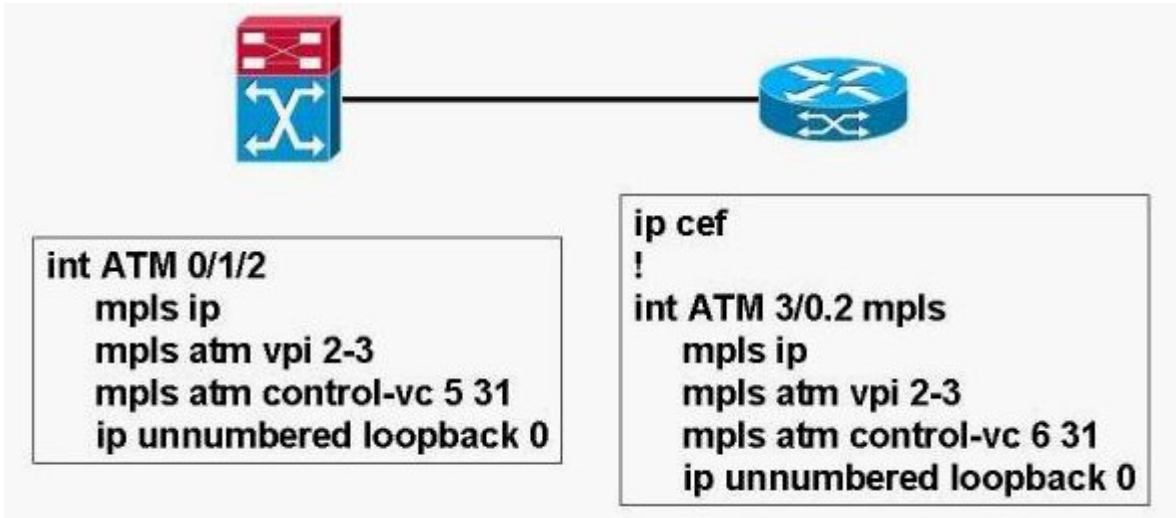 int ATM 0/1/2
mpls ip
mpls atm vpi 2-3
mpls atm control-vc 5 31
ip unnumbered loopback 0
ip cef
!
int ATM 3/0.2 mpls
mpls ip
mpls atm vpi 2-3
mpls atm control-vc 6 31
ip unnumbered loopback 0